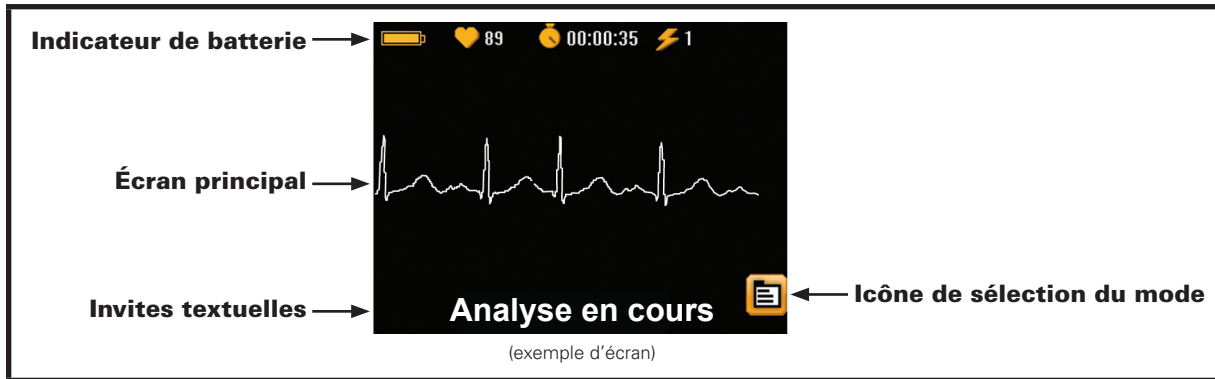 Indicateur de batterie
89 00:00:35 1
Écran principal
Invites textuelles
Analyse en cours
Icône de sélection du mode
(exemple d’écran)